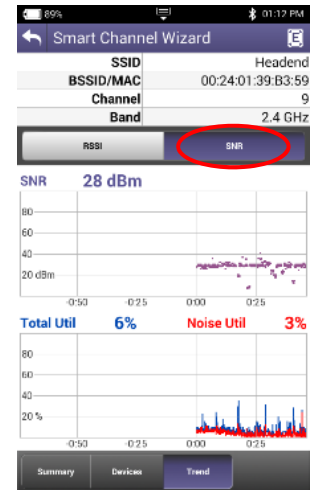 89% 01:12 PM
Smart Channel Wizard E
SSID Headend
BSSID/MAC 00:24:01:39:B3:59
Channel 9
Band 2.4 GHz
RSSI SNR
SNR 28 dBm
80
60
40
20 dBm
-0:50 -0:25 0:00 0:25
Total Util 6% Noise Util 3%
80
60
40
20 %
-0:50 -0:25 0:00 0:25
Summary Devices Trend